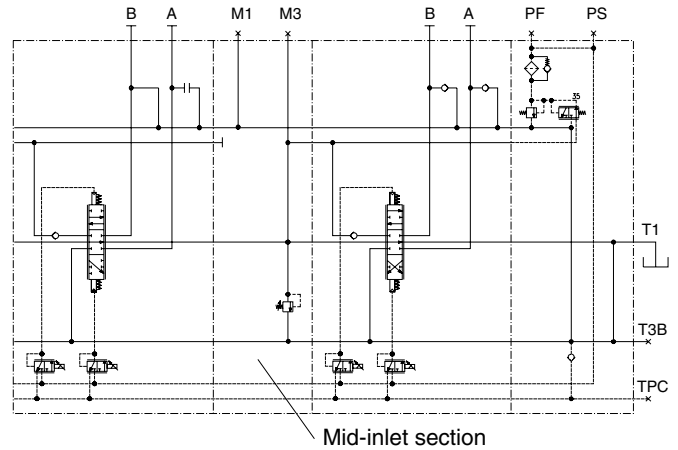 B A M1 M3 B A PF PS
35
T1
T3B
TPC
Mid-inlet section